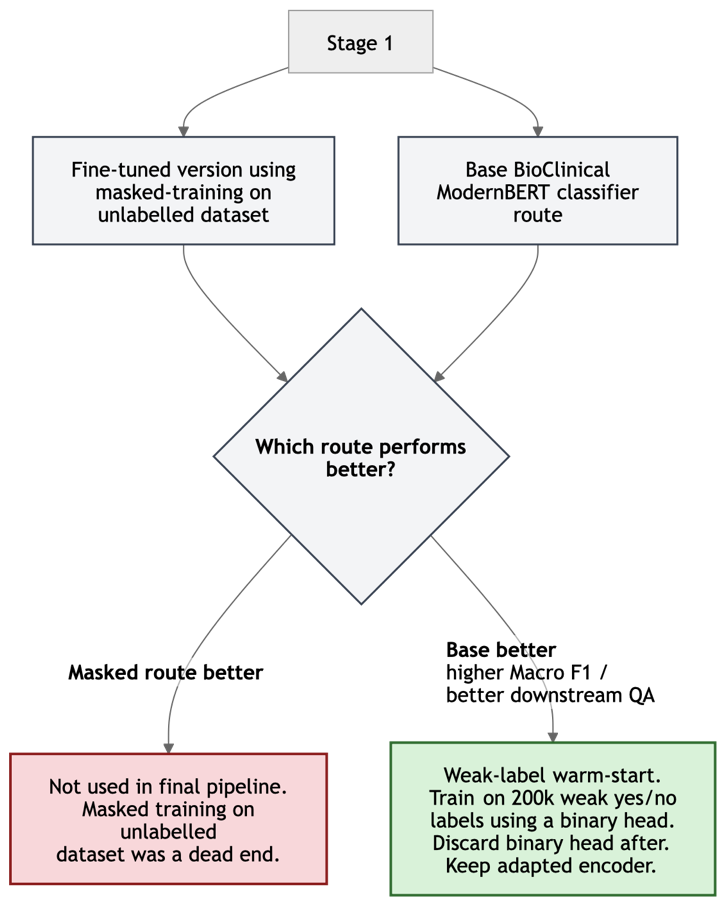 Stage 1
Fine-tuned version using
masked-training on
unlabelled dataset
Base BioClinical
ModernBERT classifier
route
Which route performs
better?
Masked route better
Base better
higher Macro F1 /
better downstream QA
Not used in final pipeline.
Masked training on
unlabelled
dataset was a dead end.
Weak-label warm-start.
Train on 200k weak yes/no
labels using a binary head.
Discard binary head after.
Keep adapted encoder.